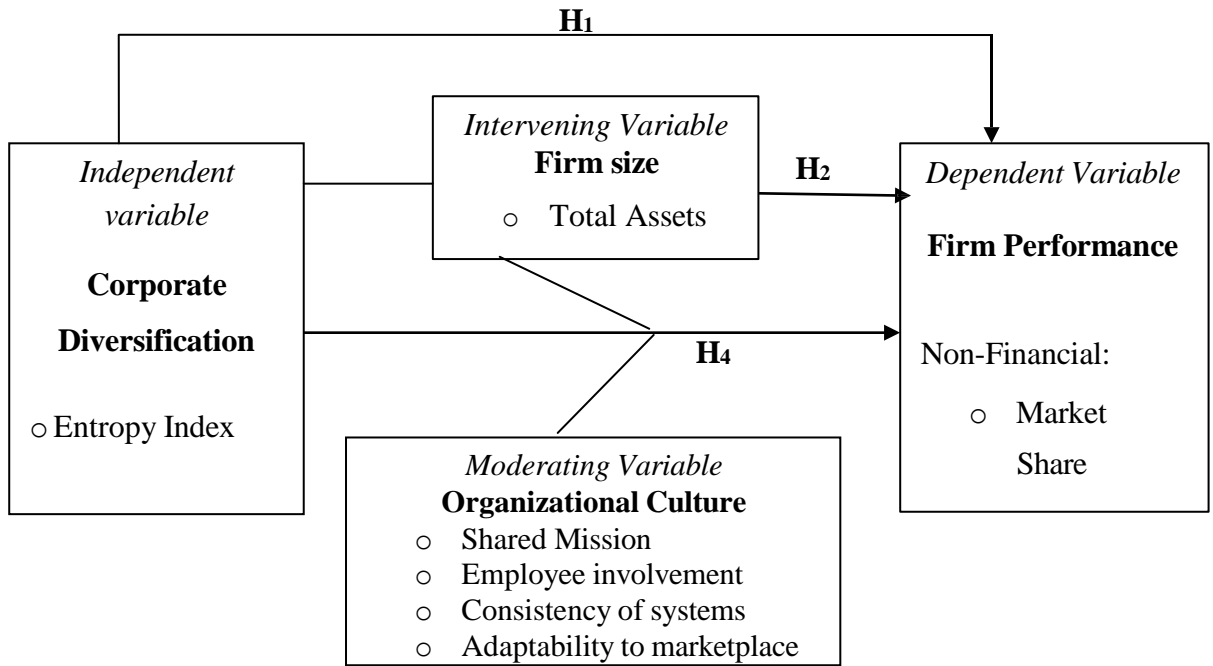 H1
Independent
variable
Corporate
Diversification
○ Entropy Index
Intervening Variable
Firm size
○ Total Assets
H2
H4
Moderating Variable
Organizational Culture
○ Shared Mission
○ Employee involvement
○ Consistency of systems
○ Adaptability to marketplace
Dependent Variable
Firm Performance
Non-Financial:
○ Market
Share